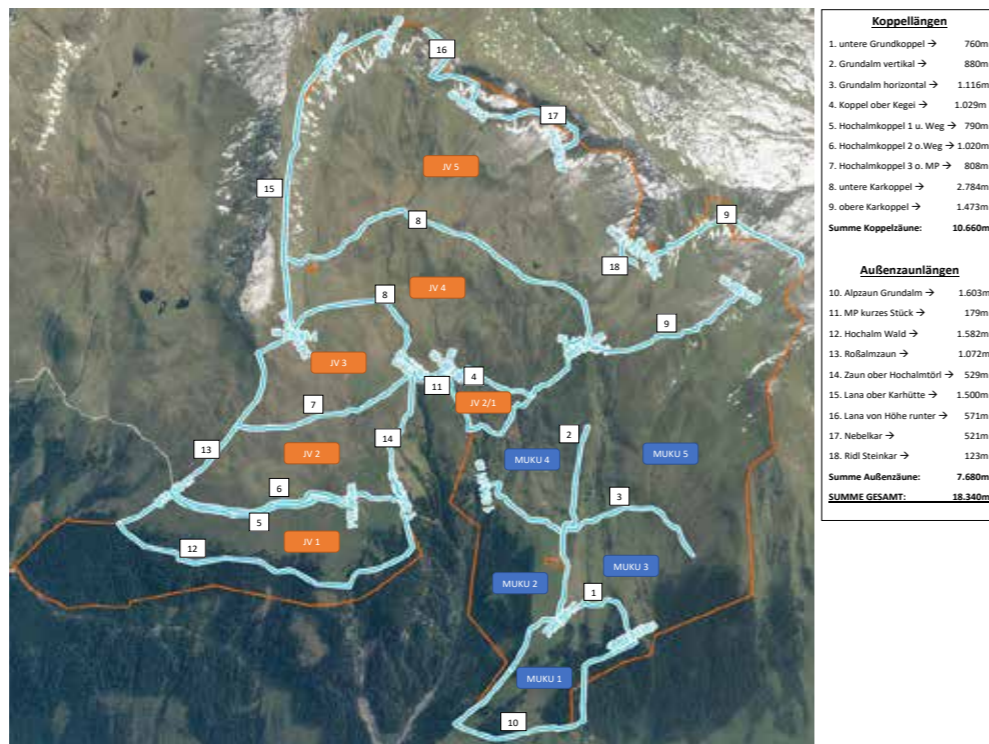 16
17
JV 5
15
8
9
18
JV 4
8
9
JV 3
4
11
JV 2/1
7
14
2
13
JV 2
MUKU 4
MUKU 5
6
3
5
JV 1
12
MUKU 2
MUKU 3
1
MUKU 1
10
Koppellängen
1. untere Grundkoppel → 760m
2. Grundalm vertikal → 880m
3. Grundalm horizontal → 1.116m
4. Koppel ober Kegei → 1.029m
5. Hochalmkoppel 1 u. Weg → 790m
6. Hochalmkoppel 2 o.Weg → 1.020m
7. Hochalmkoppel 3 o. MP → 808m
8. untere Karkoppel → 2.784m
9. obere Karkoppel → 1.473m
Summe Koppelzäune: 10.660m
Außenzaunlängen
10. Alpzaun Grundalm → 1.603m
11. MP kurzes Stück → 179m
12. Hochalm Wald → 1.582m
13. Roßalmzaun → 1.072m
14. Zaun ober Hochalmtörl → 529m
15. Lana ober Karhütte → 1.500m
16. Lana von Höhe runter → 571m
17. Nebelkar → 521m
18. Ridl Steinkar → 123m
Summe Außenzäune: 7.680m
SUMME GESAMT: 18.340m